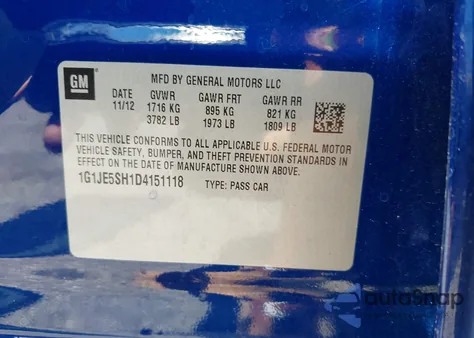 GM
MFD BY GENERAL MOTORS LLC
DATE GVWR GAWR FRT GAWR RR
11/12 1716 KG 895 KG 821 KG
3782 LB 1973 LB 1809 LB
THIS VEHICLE CONFORMS TO ALL APPLICABLE U.S. FEDERAL MOTOR
VEHICLE SAFETY, BUMPER, AND THEFT PREVENTION STANDARDS IN
EFFECT ON THE DATE OF MANUFACTURE SHOWN ABOVE.
1G1JE5SH1D4151118 TYPE: PASS CAR
autoSnap